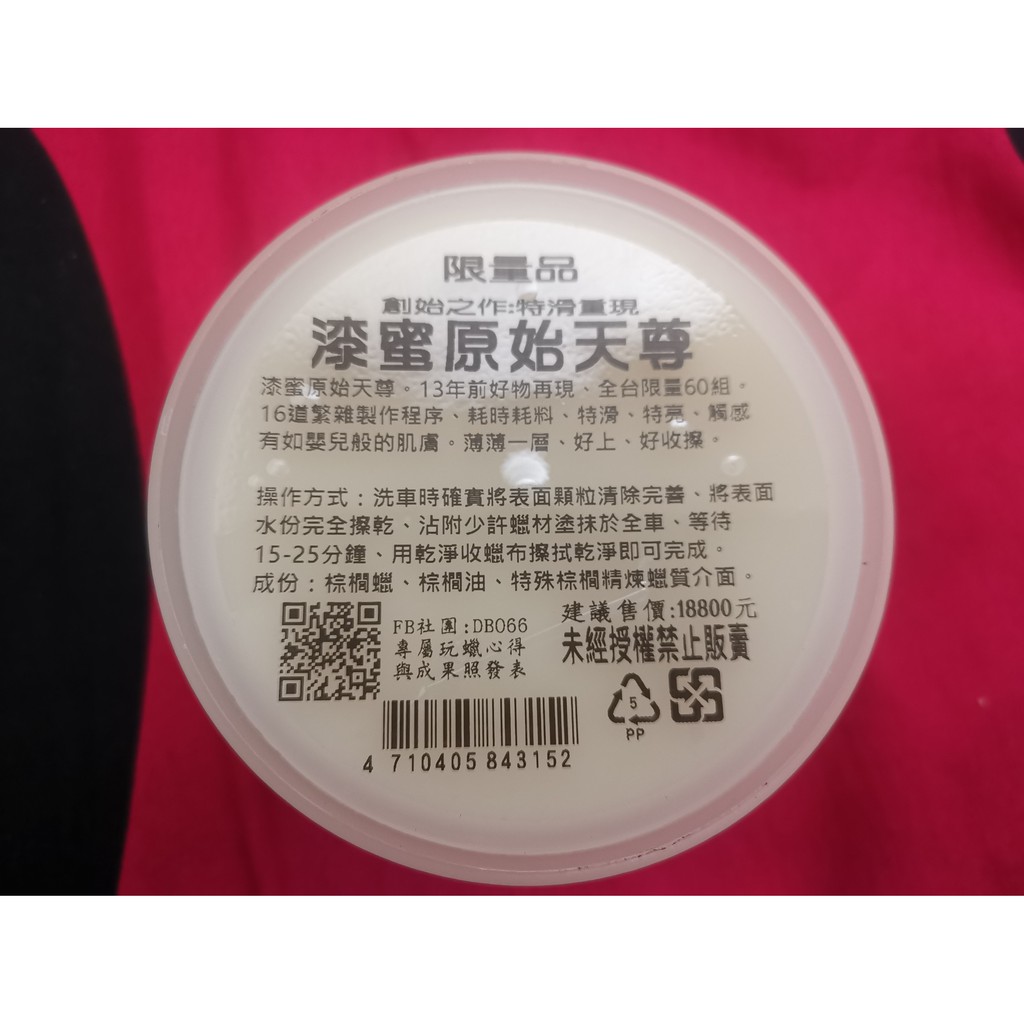 限量品
創始之作:特滑重現
漆蜜原始天尊
漆蜜原始天尊。13年前好物再現、全台限量60組。
16道繁雜製作程序、耗時耗料、特滑、特亮、觸感
有如嬰兒般的肌膚。薄薄一層、好上、好收擦。
操作方式：洗車時確實將表面顆粒清除完善、將表面
水份完全擦乾、沾附少許蠟材塗抹於全車、等待
15-25分鐘、用乾淨收蠟布擦拭乾淨即可完成。
成份：棕櫚蠟、棕櫚油、特殊棕櫚精煉蠟質介面。
建議售價:18800元
FB社團:DB066
未經授權禁止販賣
專屬玩蠟心得
與成果照發表
5
PP
4 710405 843152